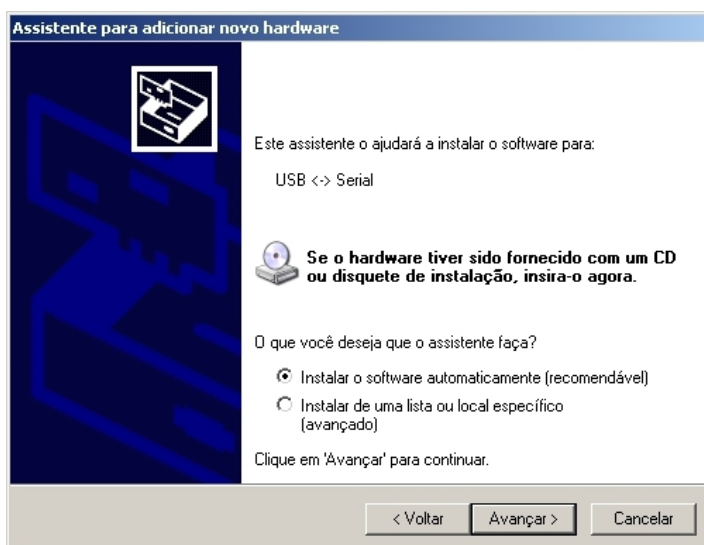 Assistente para adicionar novo hardware
Este assistente o ajudará a instalar o software para:
USB <-> Serial
Se o hardware tiver sido fornecido com um CD
ou disquete de instalação, insira-o agora.
O que você deseja que o assistente faça?
Instalar o software automaticamente (recomendável)
Instalar de uma lista ou local específico
(avançado)
Clique em 'Avançar' para continuar.
< Voltar Avançar > Cancelar